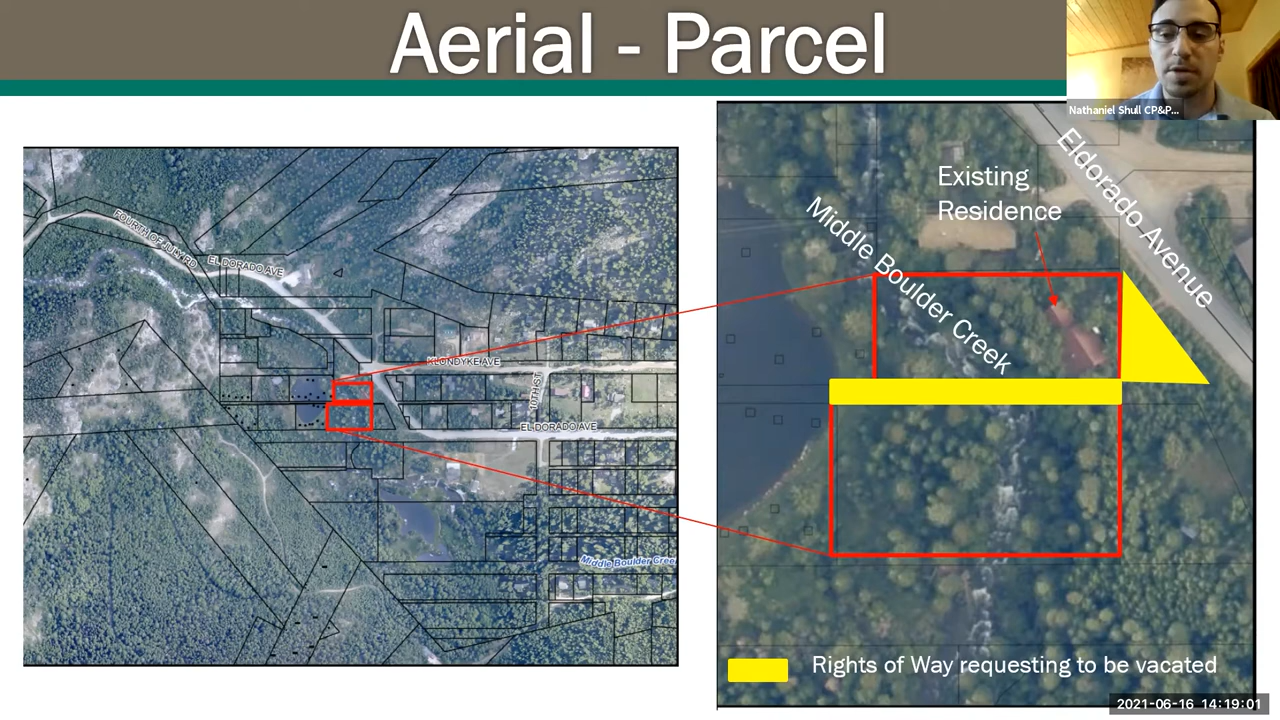 Aerial - Parcel
Nathaniel Shull CP&P...
FOURTH OF JULY RD
EL DORADO AVE
KLONDYKE AVE
10TH ST
EL DORADO AVE
Middle Boulder Cree
Eldorado Avenue
Existing
Residence
Middle Boulder Creek
Rights of Way requesting to be vacated
2021-06-16 14:19:01